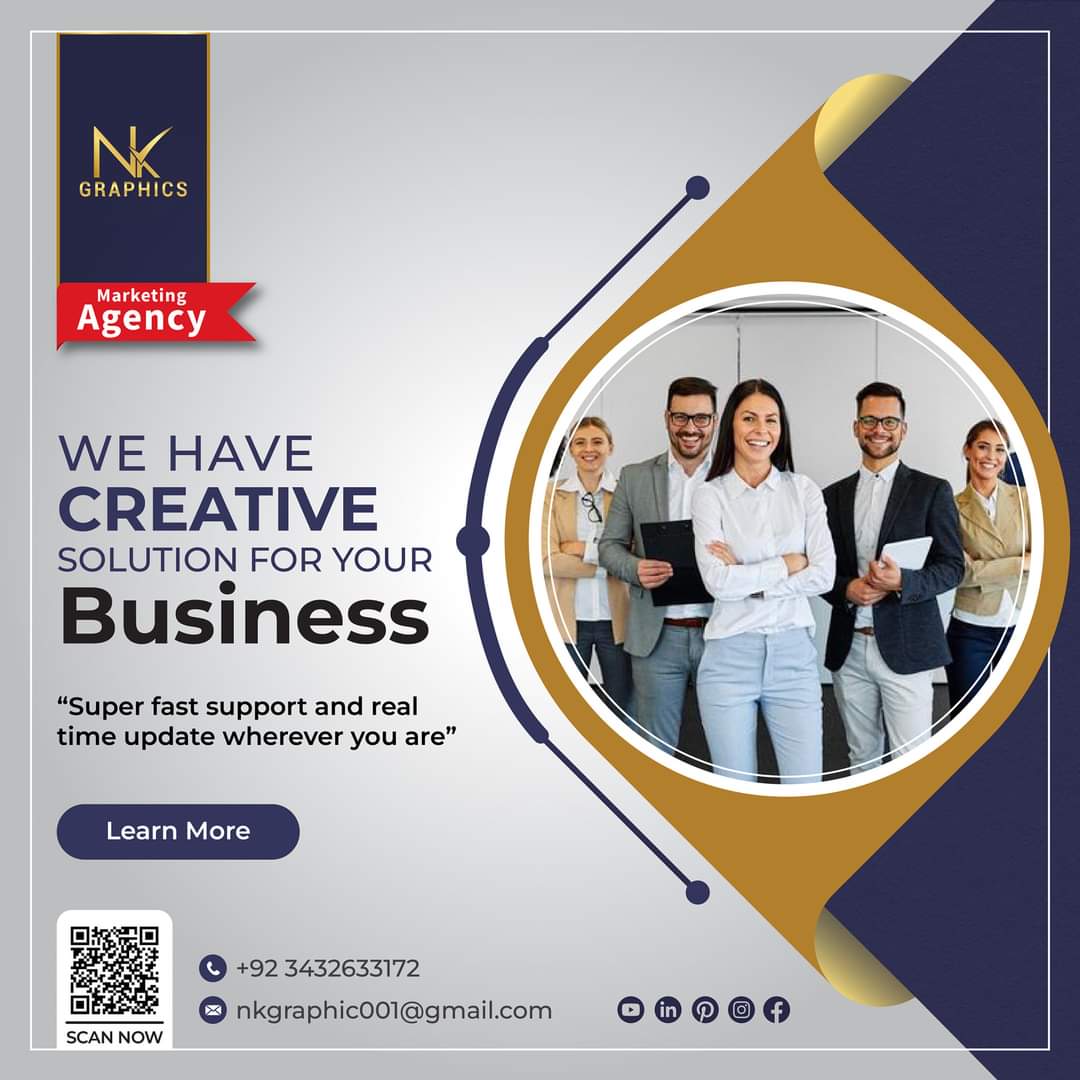 NK
GRAPHICS
Marketing
Agency
WE HAVE
CREATIVE
SOLUTION FOR YOUR
Business
“Super fast support and real
time update wherever you are”
Learn More
SCAN NOW
+92 3432633172
nkgraphic001@gmail.com